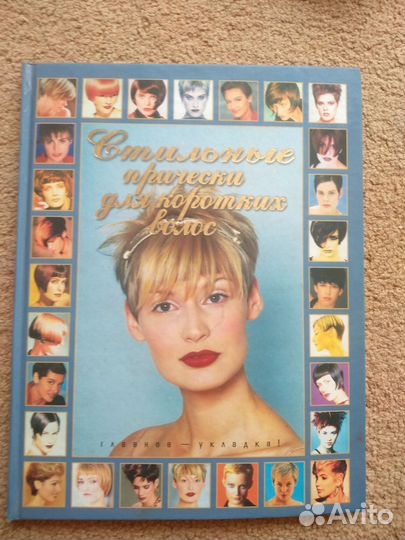 Стильные
прически
для коротких
волос
главное — укладка!
Avito